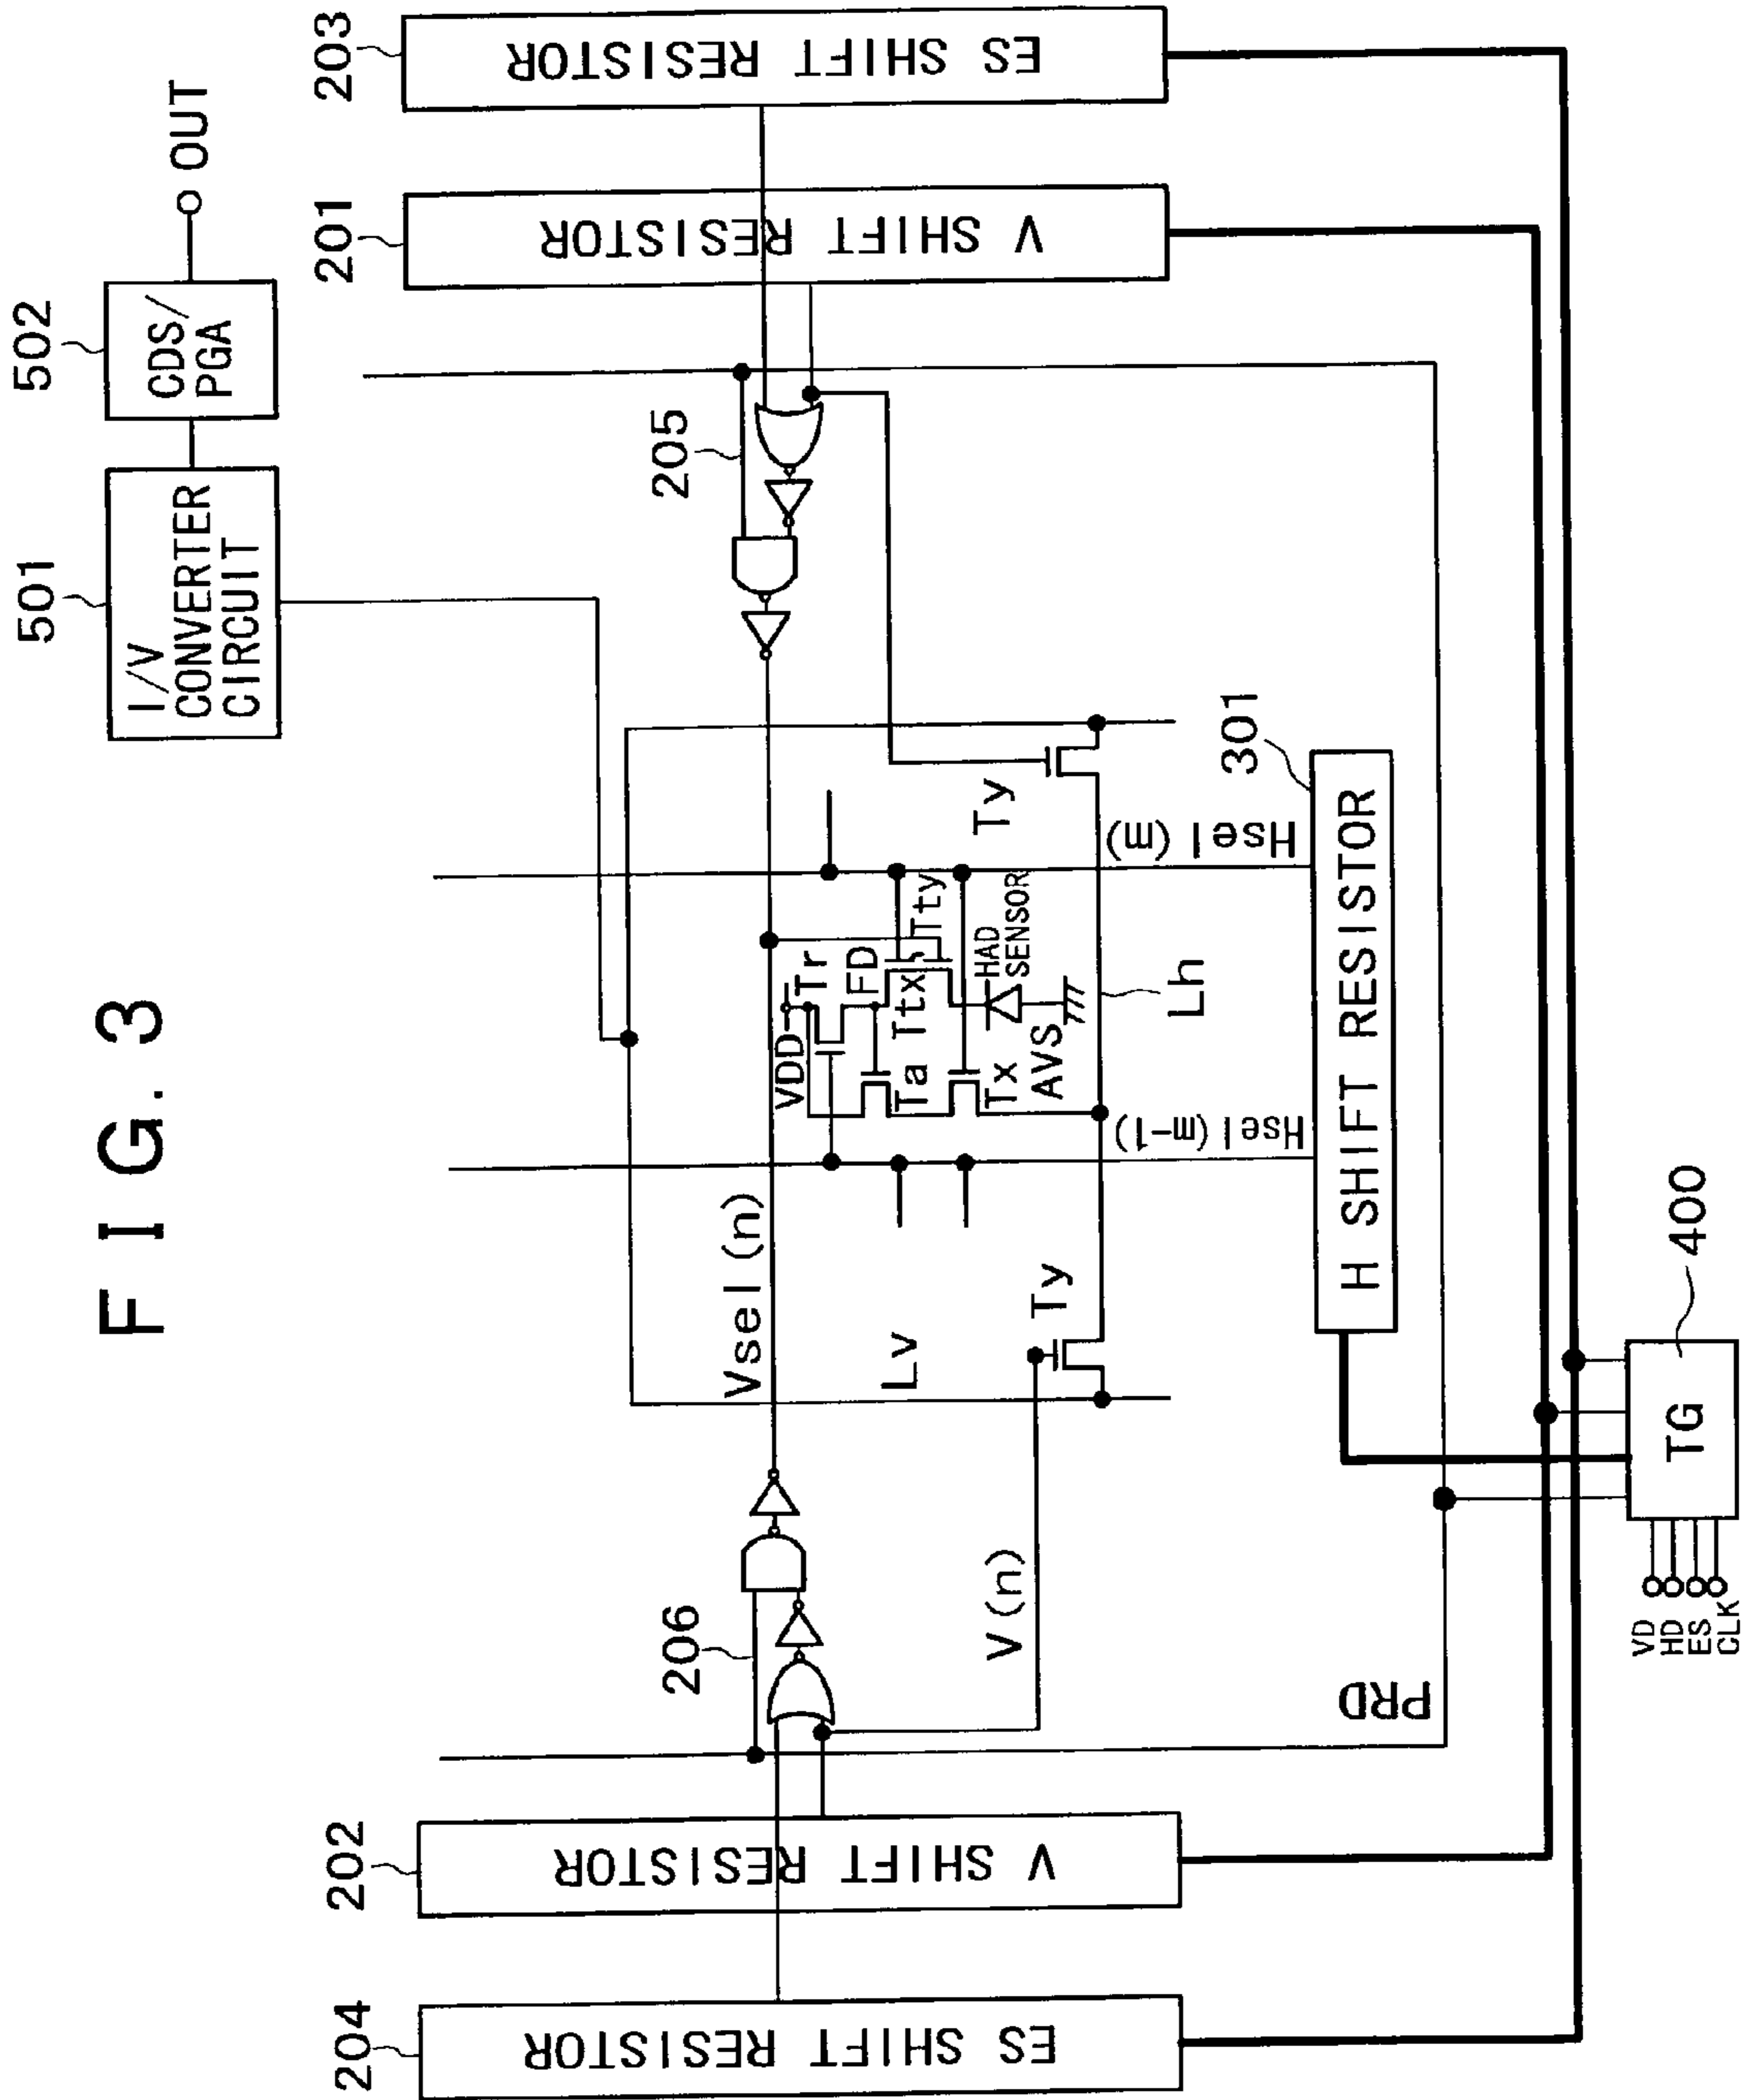 FIG. 3
501
I/V
CONVERTER
CIRCUIT
502
CDS/
PGA
OUT
204
ES SHIFT RESISTOR
202
V SHIFT RESISTOR
206
205
201
V SHIFT RESISTOR
203
ES SHIFT RESISTOR
Vsel(n)
VDD
Tr
FD
Tty
Ta
Ttx
HAD
SENSOR
Tx
AVS
Lv
V(n)
Ty
Ty
Lh
Hsel(m-1)
Hsel(m)
301
H SHIFT RESISTOR
PRD
400
TG
VD
HD
ES
CLK